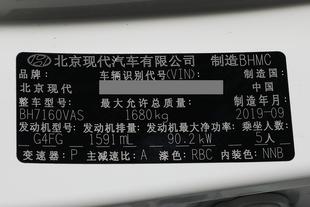 北京现代汽车有限公司 制造BHMC
品牌: 车辆识别代号(VIN): 制造国:
北京现代 中国
整车型号: 最大允许总质量: 制造年月:
BH7160VAS 1680kg 2019-09
发动机型号: 发动机排量: 发动机最大净功率: 乘坐人数:
G4FG 1591mL 90.2kW 5人
变速器: P 主减速比: A 漆色: RBC 内装色: NNB